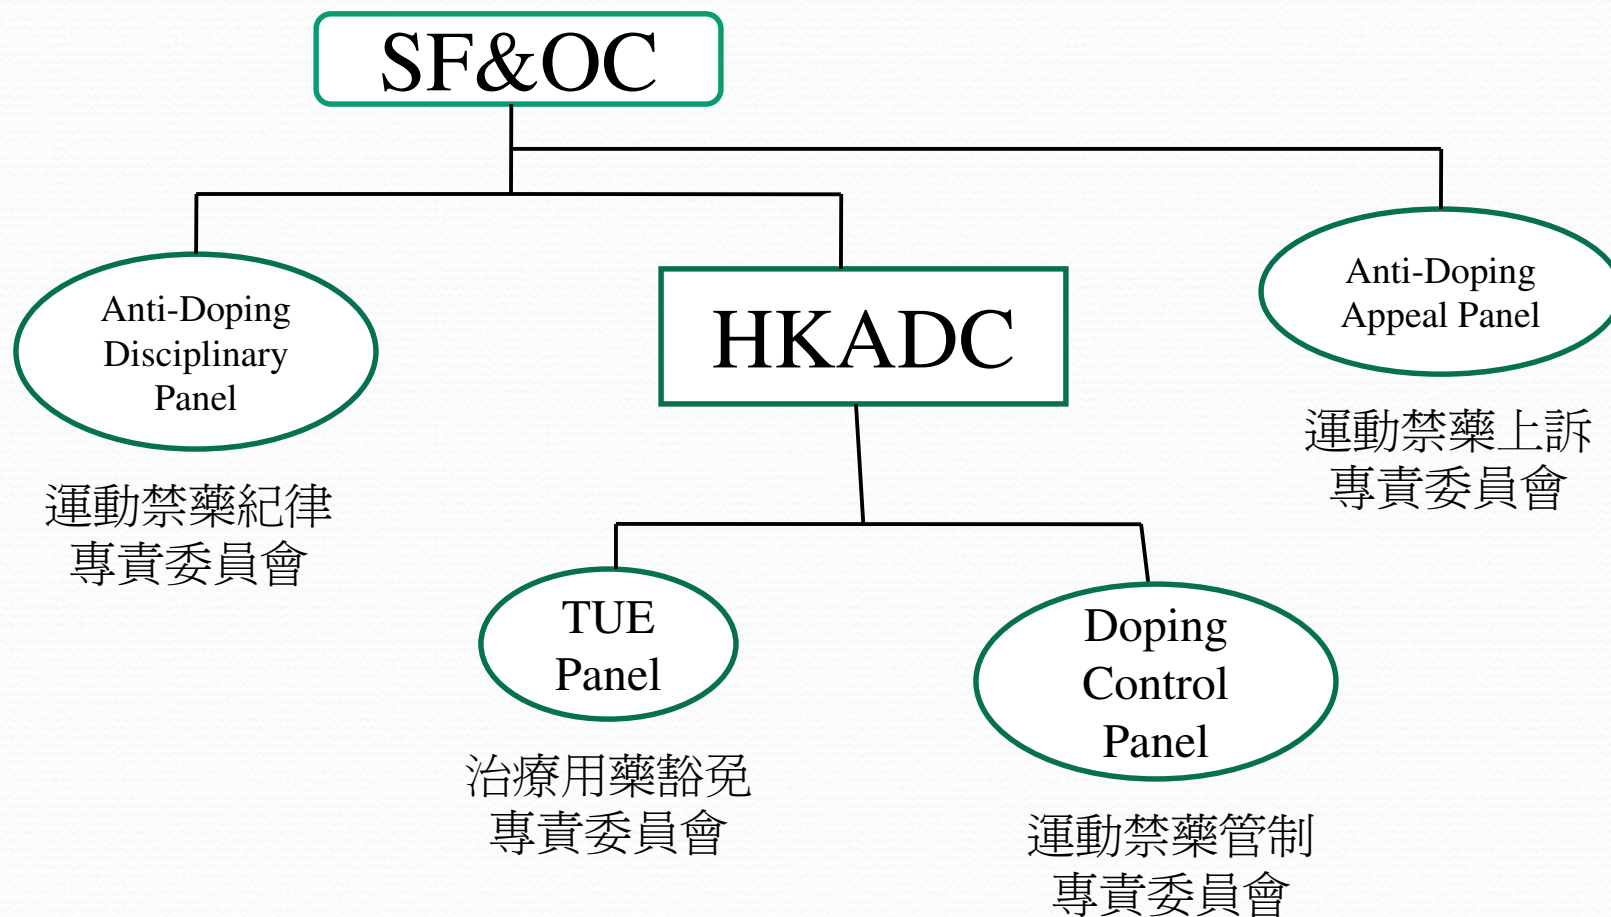 SF&OC
Anti-Doping
Disciplinary
Panel
運動禁藥紀律
專責委員會
HKADC
Anti-Doping
Appeal Panel
運動禁藥上訴
專責委員會
TUE
Panel
治療用藥豁免
專責委員會
Doping
Control
Panel
運動禁藥管制
專責委員會